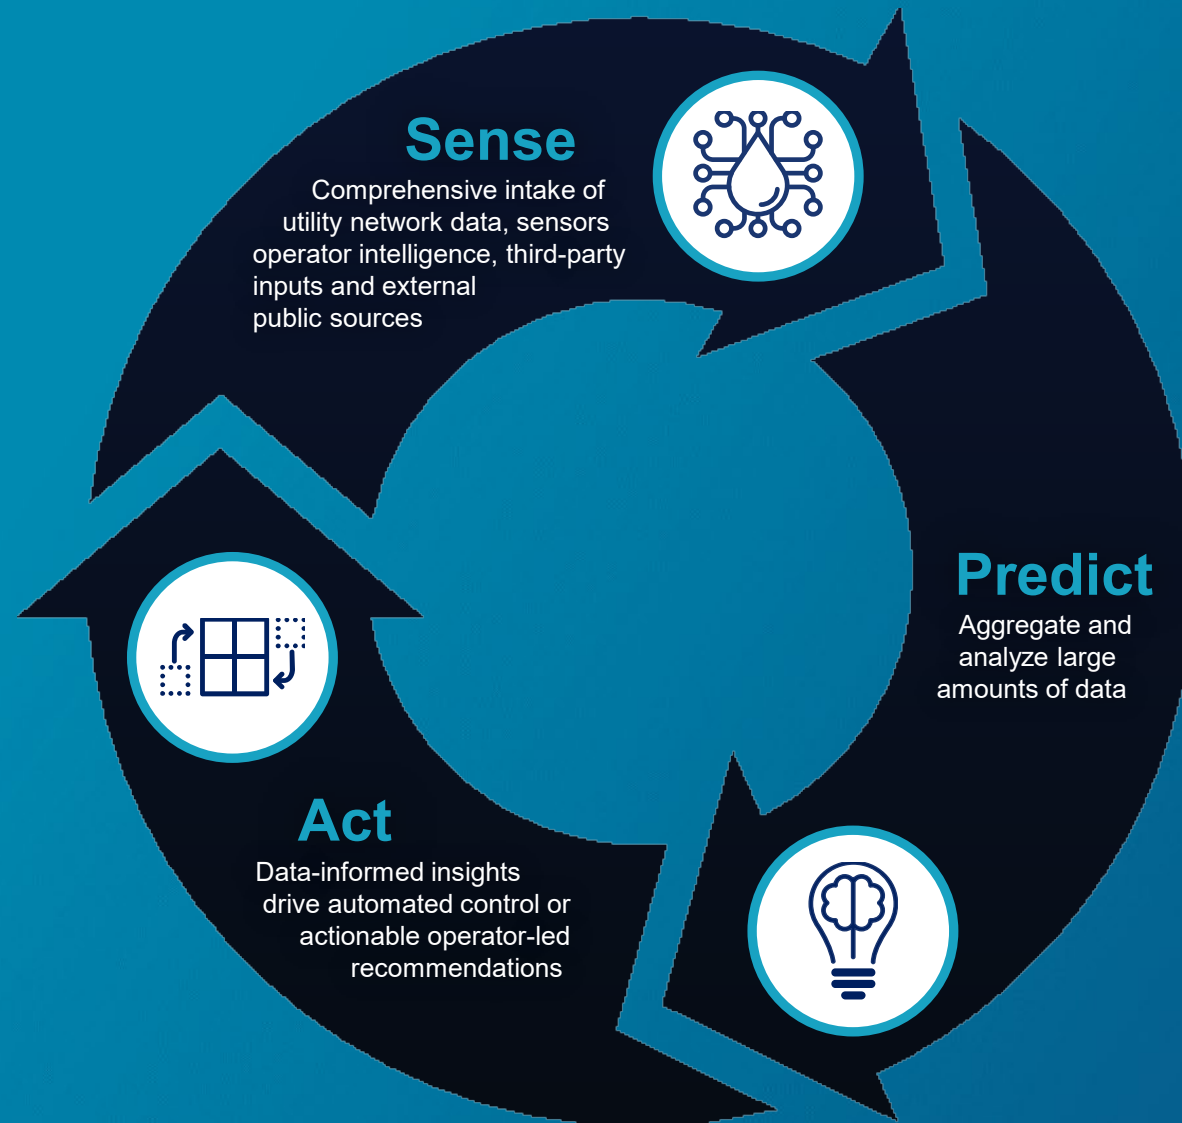 Sense
Comprehensive intake of
utility network data, sensors
operator intelligence, third-party
inputs and external
public sources
Predict
Aggregate and
analyze large
amounts of data
Act
Data-informed insights
drive automated control or
actionable operator-led
recommendations